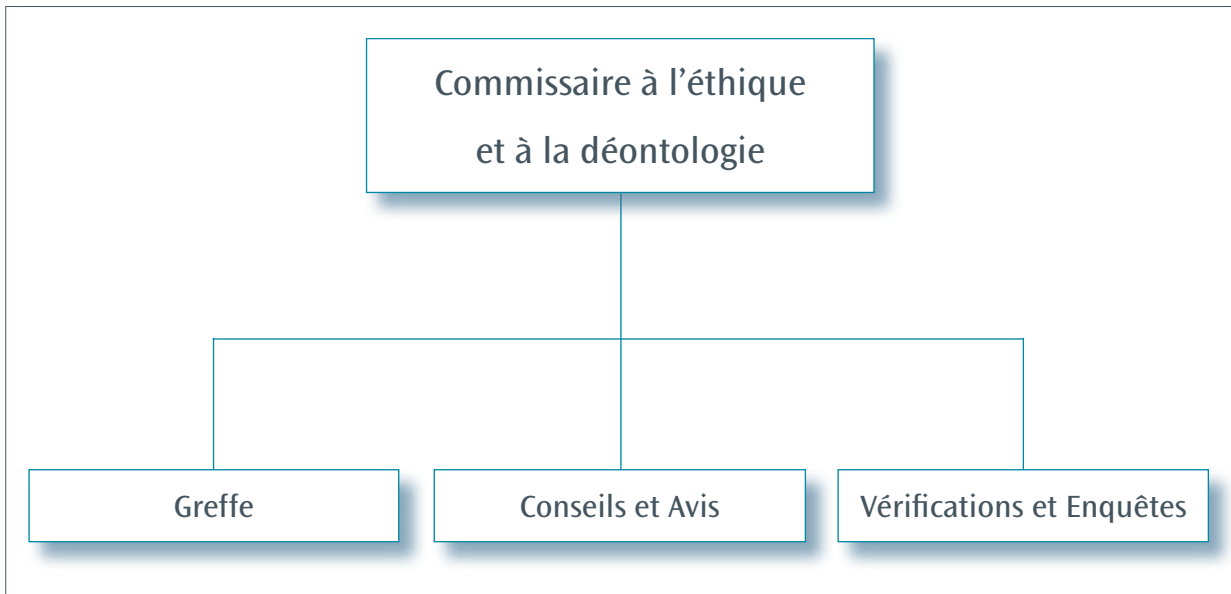 Commissaire à l’éthique
et à la déontologie
Greffe
Conseils et Avis
Vérifications et Enquêtes